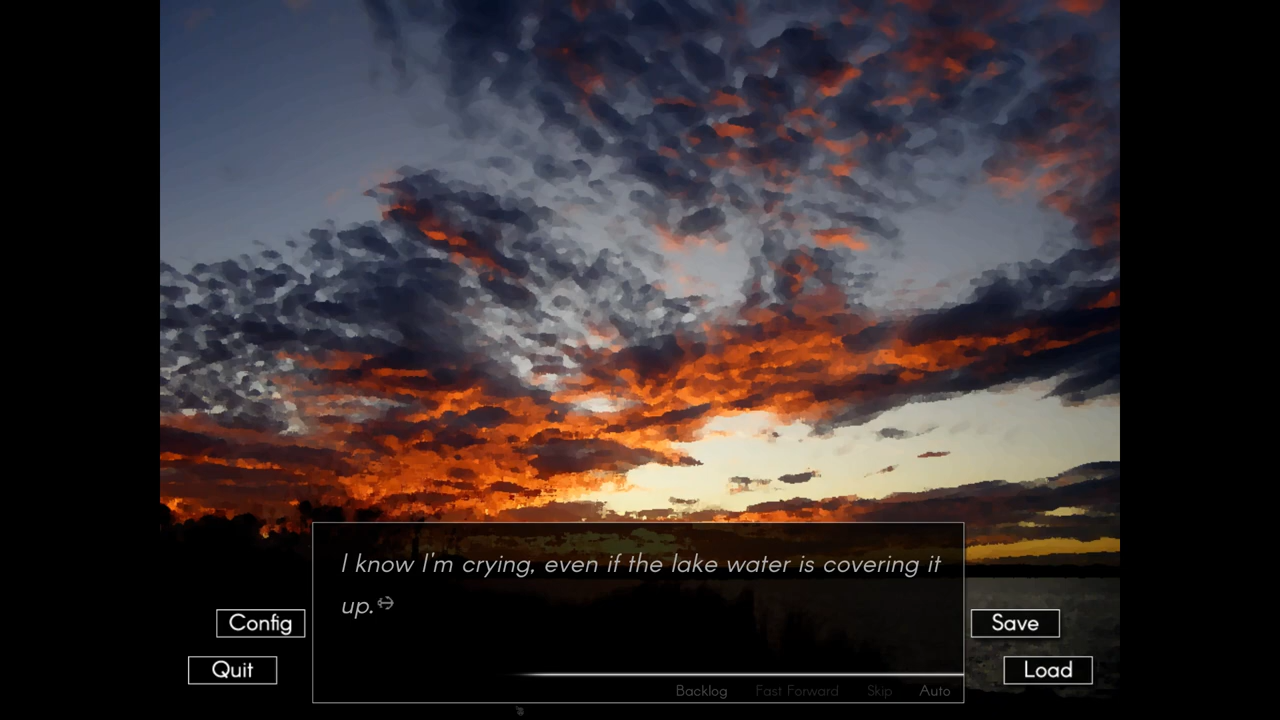 I know I'm crying, even if the lake water is covering it
up.
Config
Save
Quit
Load
Backlog
Fast Forward
Skip
Auto